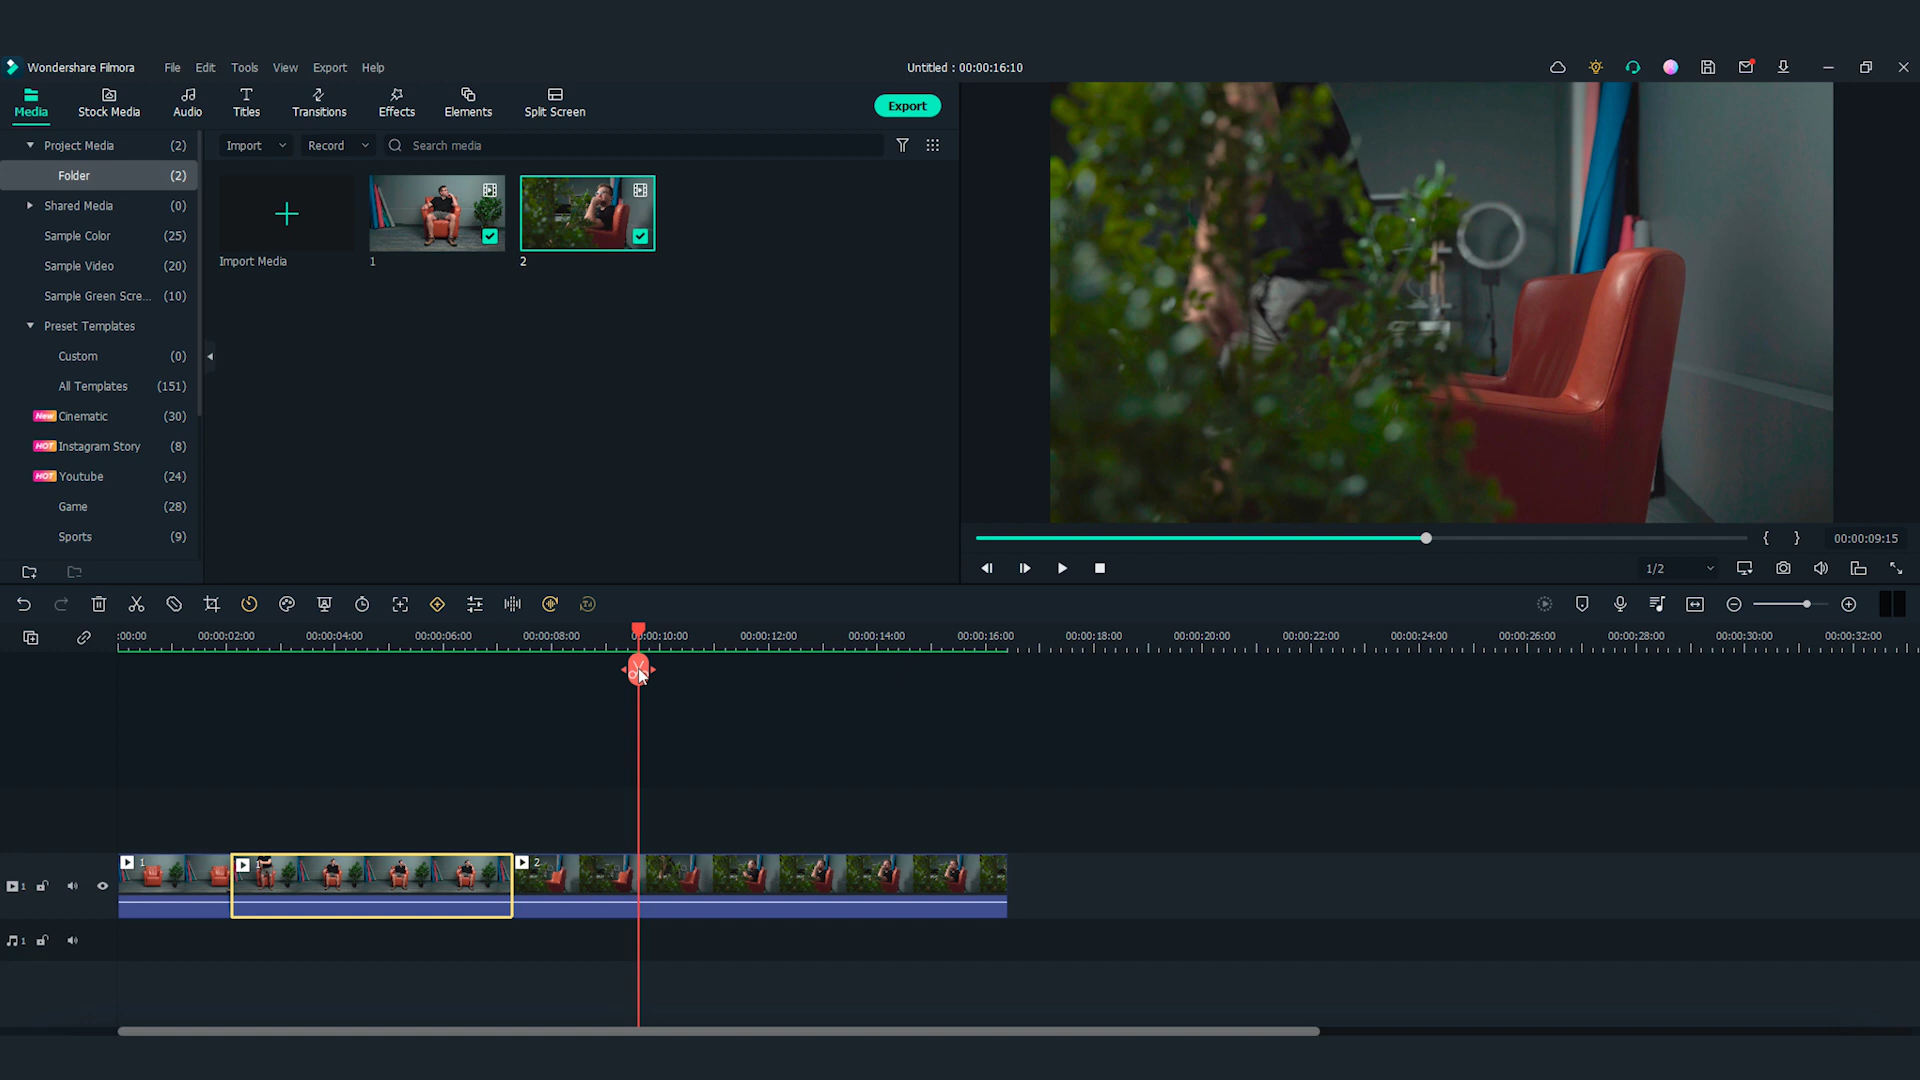 Wondershare Filmora File Edit Tools View Export Help Untitled : 00:00:16:10
Media Stock Media Audio Titles Transitions Effects Elements Split Screen Export
Project Media (2) Import Record Search media
Folder (2)
Shared Media (0)
Sample Color (25)
Sample Video (20)
Import Media 1 2
Sample Green Scre... (10)
Preset Templates
Custom (0)
All Templates (151)
New Cinematic (30)
HOT Instagram Story (8)
HOT Youtube (24)
Game (28)
Sports (9)
{ } 00:00:09:15
1/2
:00:00 00:00:02:00 00:00:04:00 00:00:06:00 00:00:08:00 00:00:10:00 00:00:12:00 00:00:14:00 00:00:16:00 00:00:18:00 00:00:20:00 00:00:22:00 00:00:24:00 00:00:26:00 00:00:28:00 00:00:30:00 00:00:32:00
1 1 2
1
1